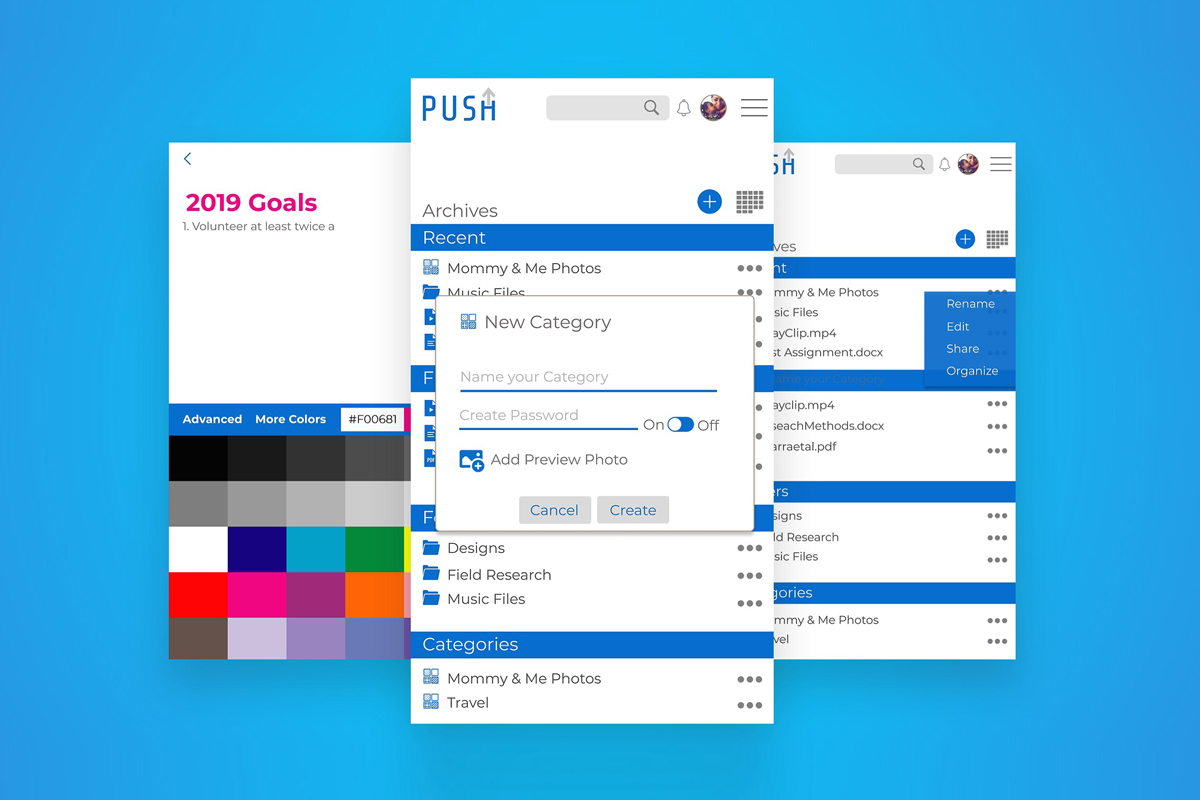 2019 Goals
1. Volunteer at least twice a
Advanced More Colors #F00681
PUSH
Archives
Recent
Mommy & Me Photos
Music Files
New Category
Name your Category
Create Password
On Off
Add Preview Photo
Cancel Create
F
PDF
Designs
Field Research
Music Files
Categories
Mommy & Me Photos
Travel
SH
ves
nt
mmy & Me Photos
sic Files
ayClip.mp4
st Assignment.docx
Rename
Edit
Share
Organize
ame your Category
ayclip.mp4
seachMethods.docx
arraetal.pdf
ers
signs
ld Research
sic Files
gories
mmy & Me Photos
vel